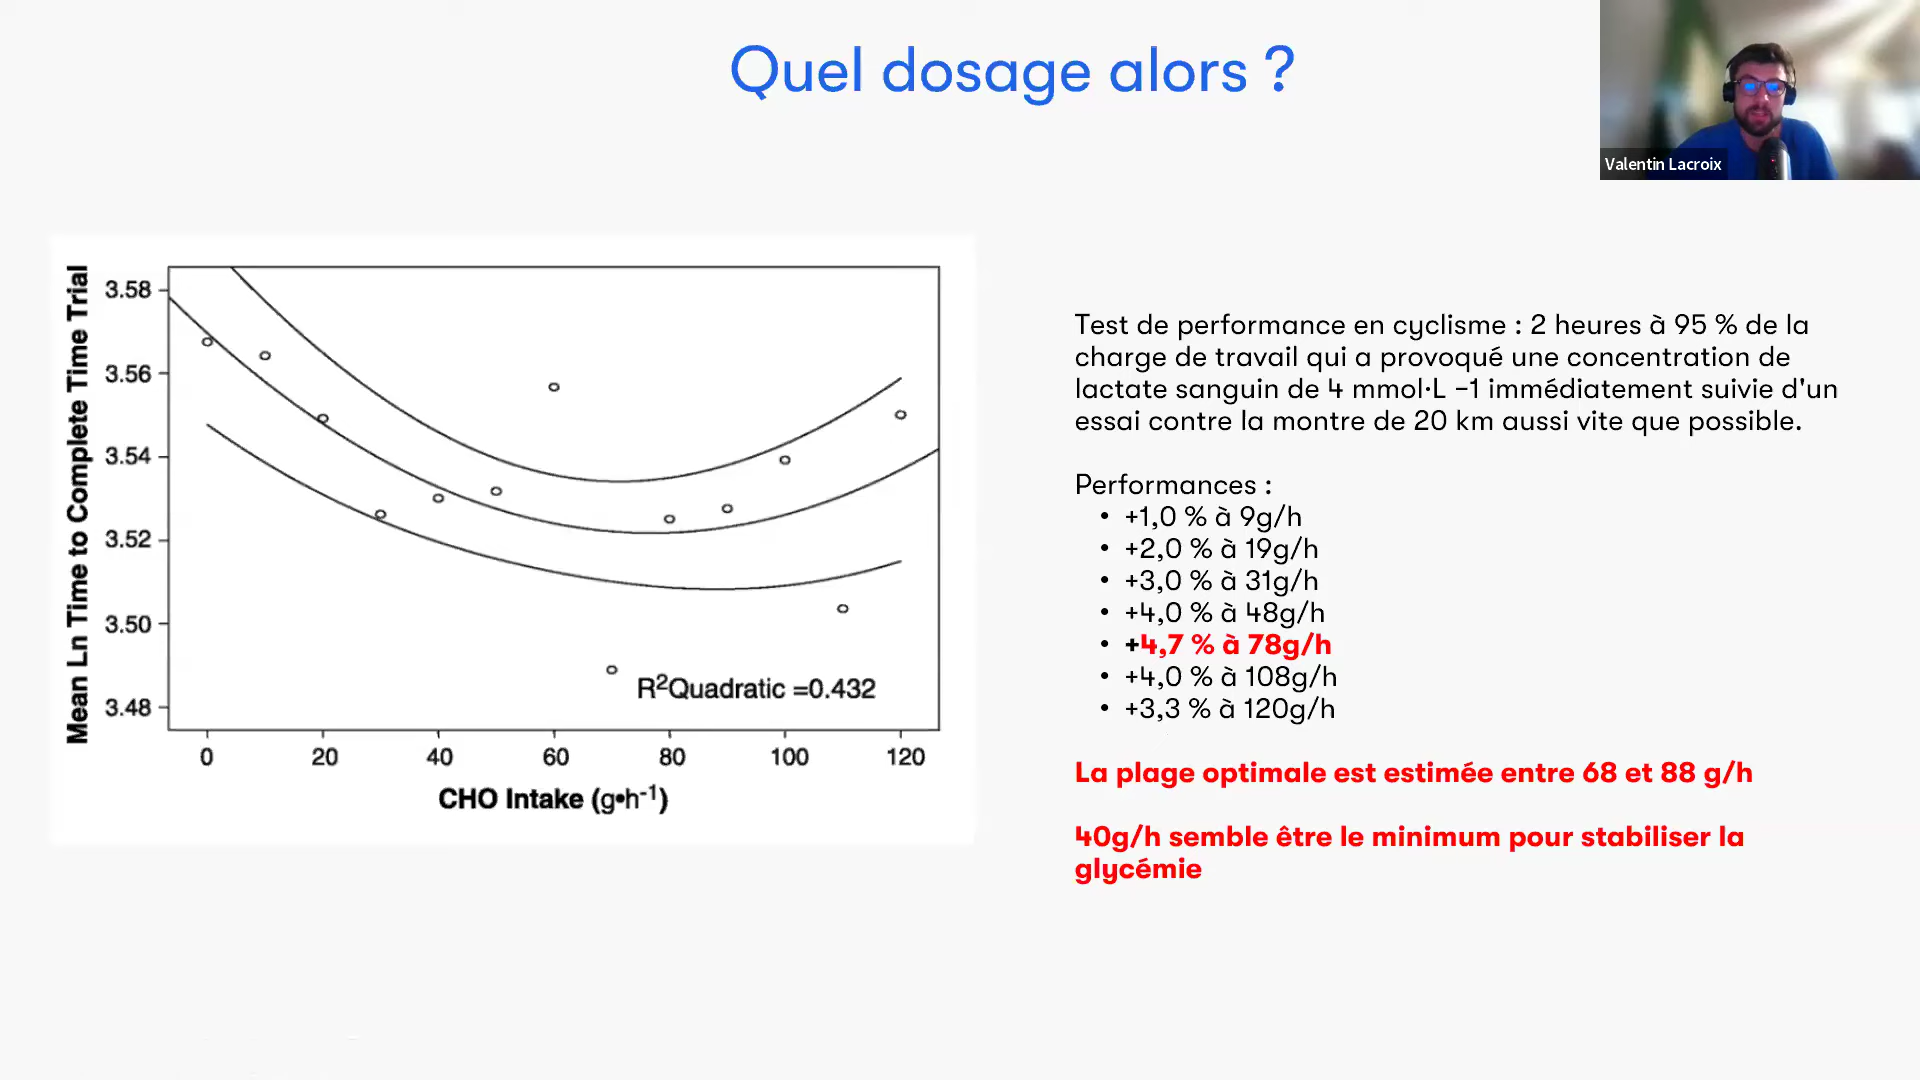 Quel dosage alors ?
Valentin Lacroix
Mean Ln Time to Complete Time Trial
3.58
3.56
3.54
3.52
3.50
3.48
R²Quadratic =0.432
0 20 40 60 80 100 120
CHO Intake (g•h⁻¹)
Test de performance en cyclisme : 2 heures à 95 % de la
charge de travail qui a provoqué une concentration de
lactate sanguin de 4 mmol·L −1 immédiatement suivie d'un
essai contre la montre de 20 km aussi vite que possible.
Performances :
• +1,0 % à 9g/h
• +2,0 % à 19g/h
• +3,0 % à 31g/h
• +4,0 % à 48g/h
• +4,7 % à 78g/h
• +4,0 % à 108g/h
• +3,3 % à 120g/h
La plage optimale est estimée entre 68 et 88 g/h
40g/h semble être le minimum pour stabiliser la
glycémie